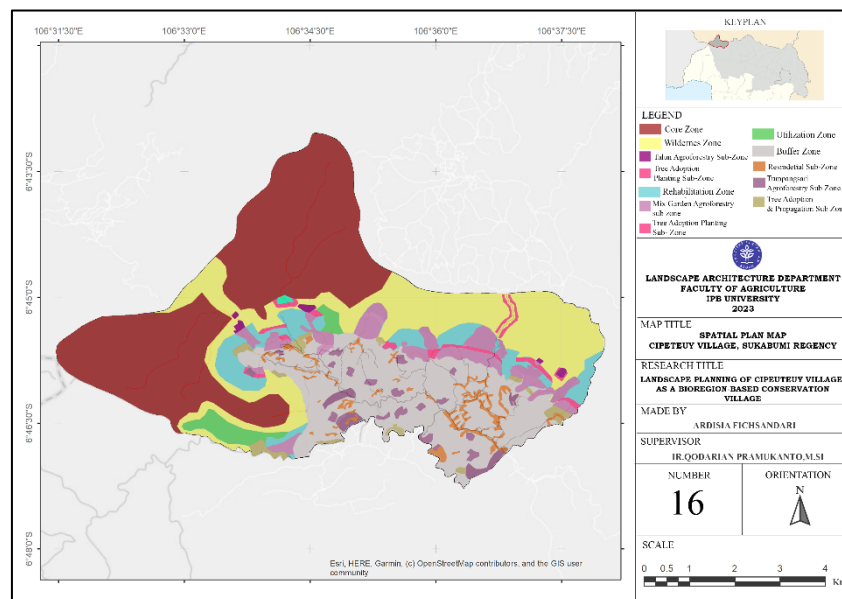 106°31'30"E
106°33'0"E
106°34'30"E
106°36'0"E
106°37'30"E
6°43'30"S
6°45'0"S
6°46'30"S
6°48'0"S
Esri, HERE, Garmin, (c) OpenStreetMap contributors, and the GIS user
community
KEYPLAN
LEGEND
Core Zone
Wildernes Zone
Talun Agroforestry Sub-Zone
Tree Adoption
Planting Sub-Zone
Rehabilitation Zone
Mix Garden Agroforestry
sub zone
Tree Adoption Planting
Sub- Zone
Utilization Zone
Buffer Zone
Residetial Sub-Zone
Tumpangsari
Agroforestry Sub Zone
Tree Adoption
& Propagation Sub Zon
LANDSCAPE ARCHITECTURE DEPARTMENT
FACULTY OF AGRICULTURE
IPB UNIVERSITY
2023
MAP TITLE
SPATIAL PLAN MAP
CIPETEUY VILLAGE, SUKABUMI REGENCY
RESEARCH TITLE
LANDSCAPE PLANNING OF CIPEUTEUY VILLAGE
AS A BIOREGION-BASED CONSERVATION
VILLAGE
MADE BY
ARDISIA FICHSANDARI
SUPERVISOR
IR.QODARIAN PRAMUKANTO,M.SI
NUMBER
16
ORIENTATION
N
SCALE
0 0.5 1 2 3 4
K